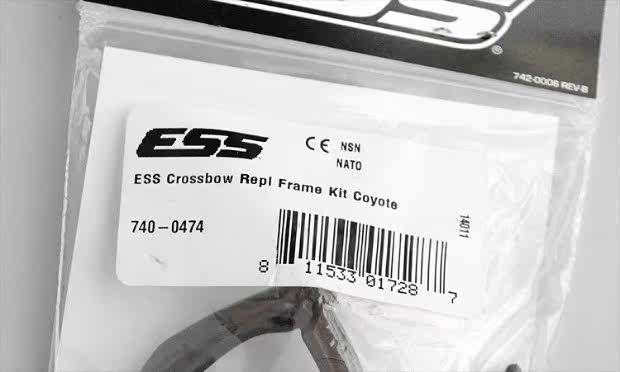 ESS
®
742-0006 REV-B
ESS
CE NSN
NATO
ESS Crossbow Repl Frame Kit Coyote
740-0474
14011
8 11533 01728 7